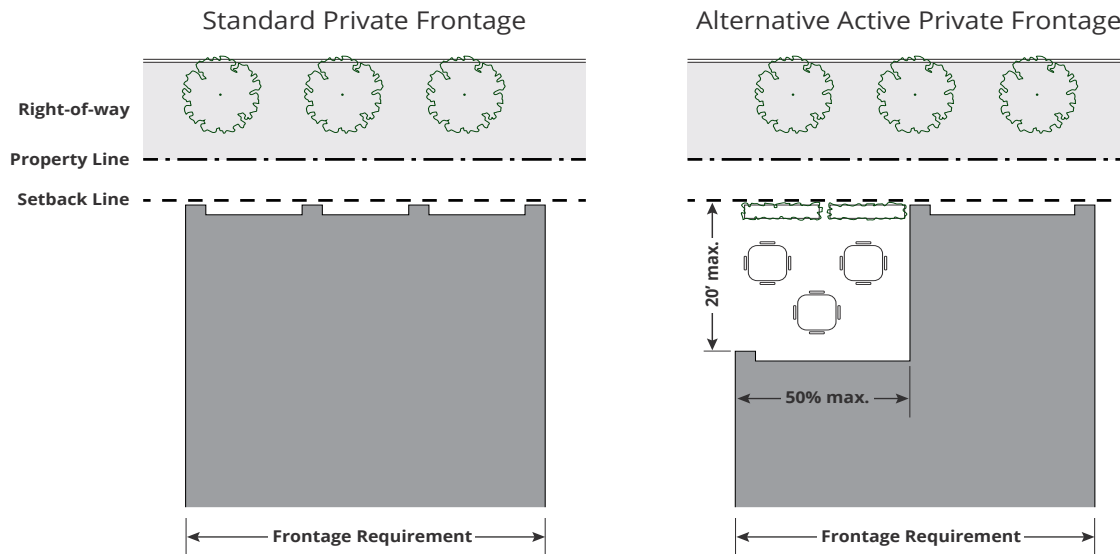 Standard Private Frontage
Alternative Active Private Frontage
Right-of-way
Property Line
Setback Line
20’ max.
50% max.
Frontage Requirement
Frontage Requirement